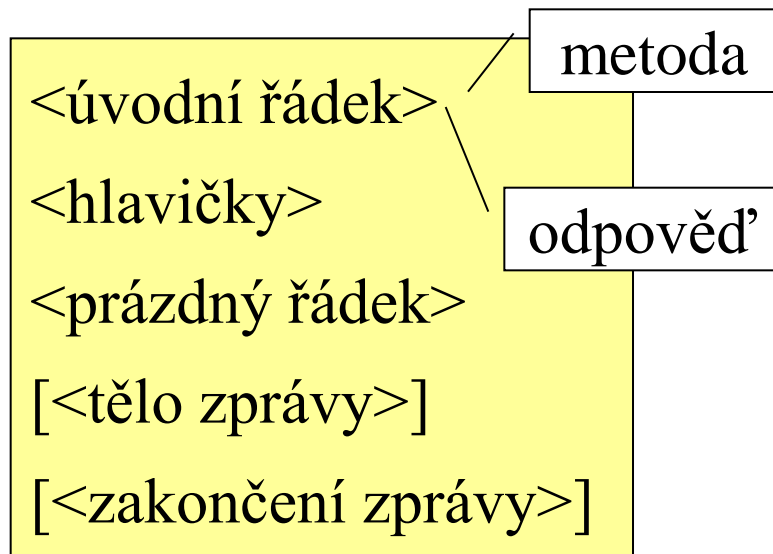 metoda
<úvodní řádek>
<hlavičky>
odpověď
<prázdný řádek>
[<tělo zprávy>]
[<zakončení zprávy>]